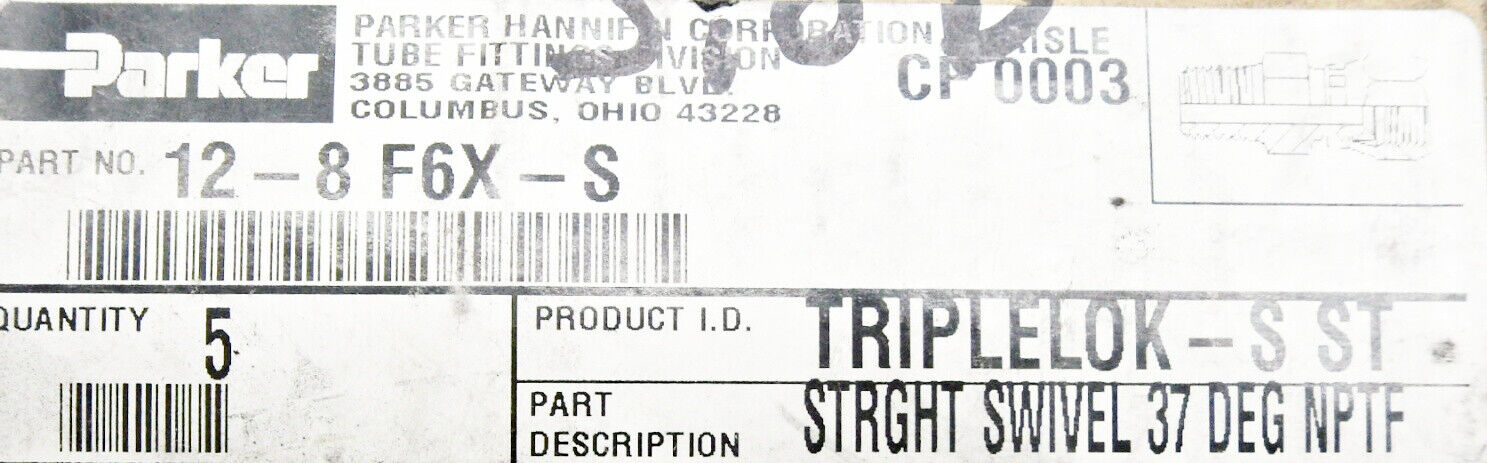 Parker
PARKER HANNIFIN CORPORATION
TUBE FITTINGS DIVISION
3885 GATEWAY BLVD.
COLUMBUS, OHIO 43228
AISLE
CP 0003
PART NO. 12-8 F6X-S
QUANTITY 5
PRODUCT I.D. TRIPLELOK-S ST
PART DESCRIPTION STRGHT SWIVEL 37 DEG NPTF